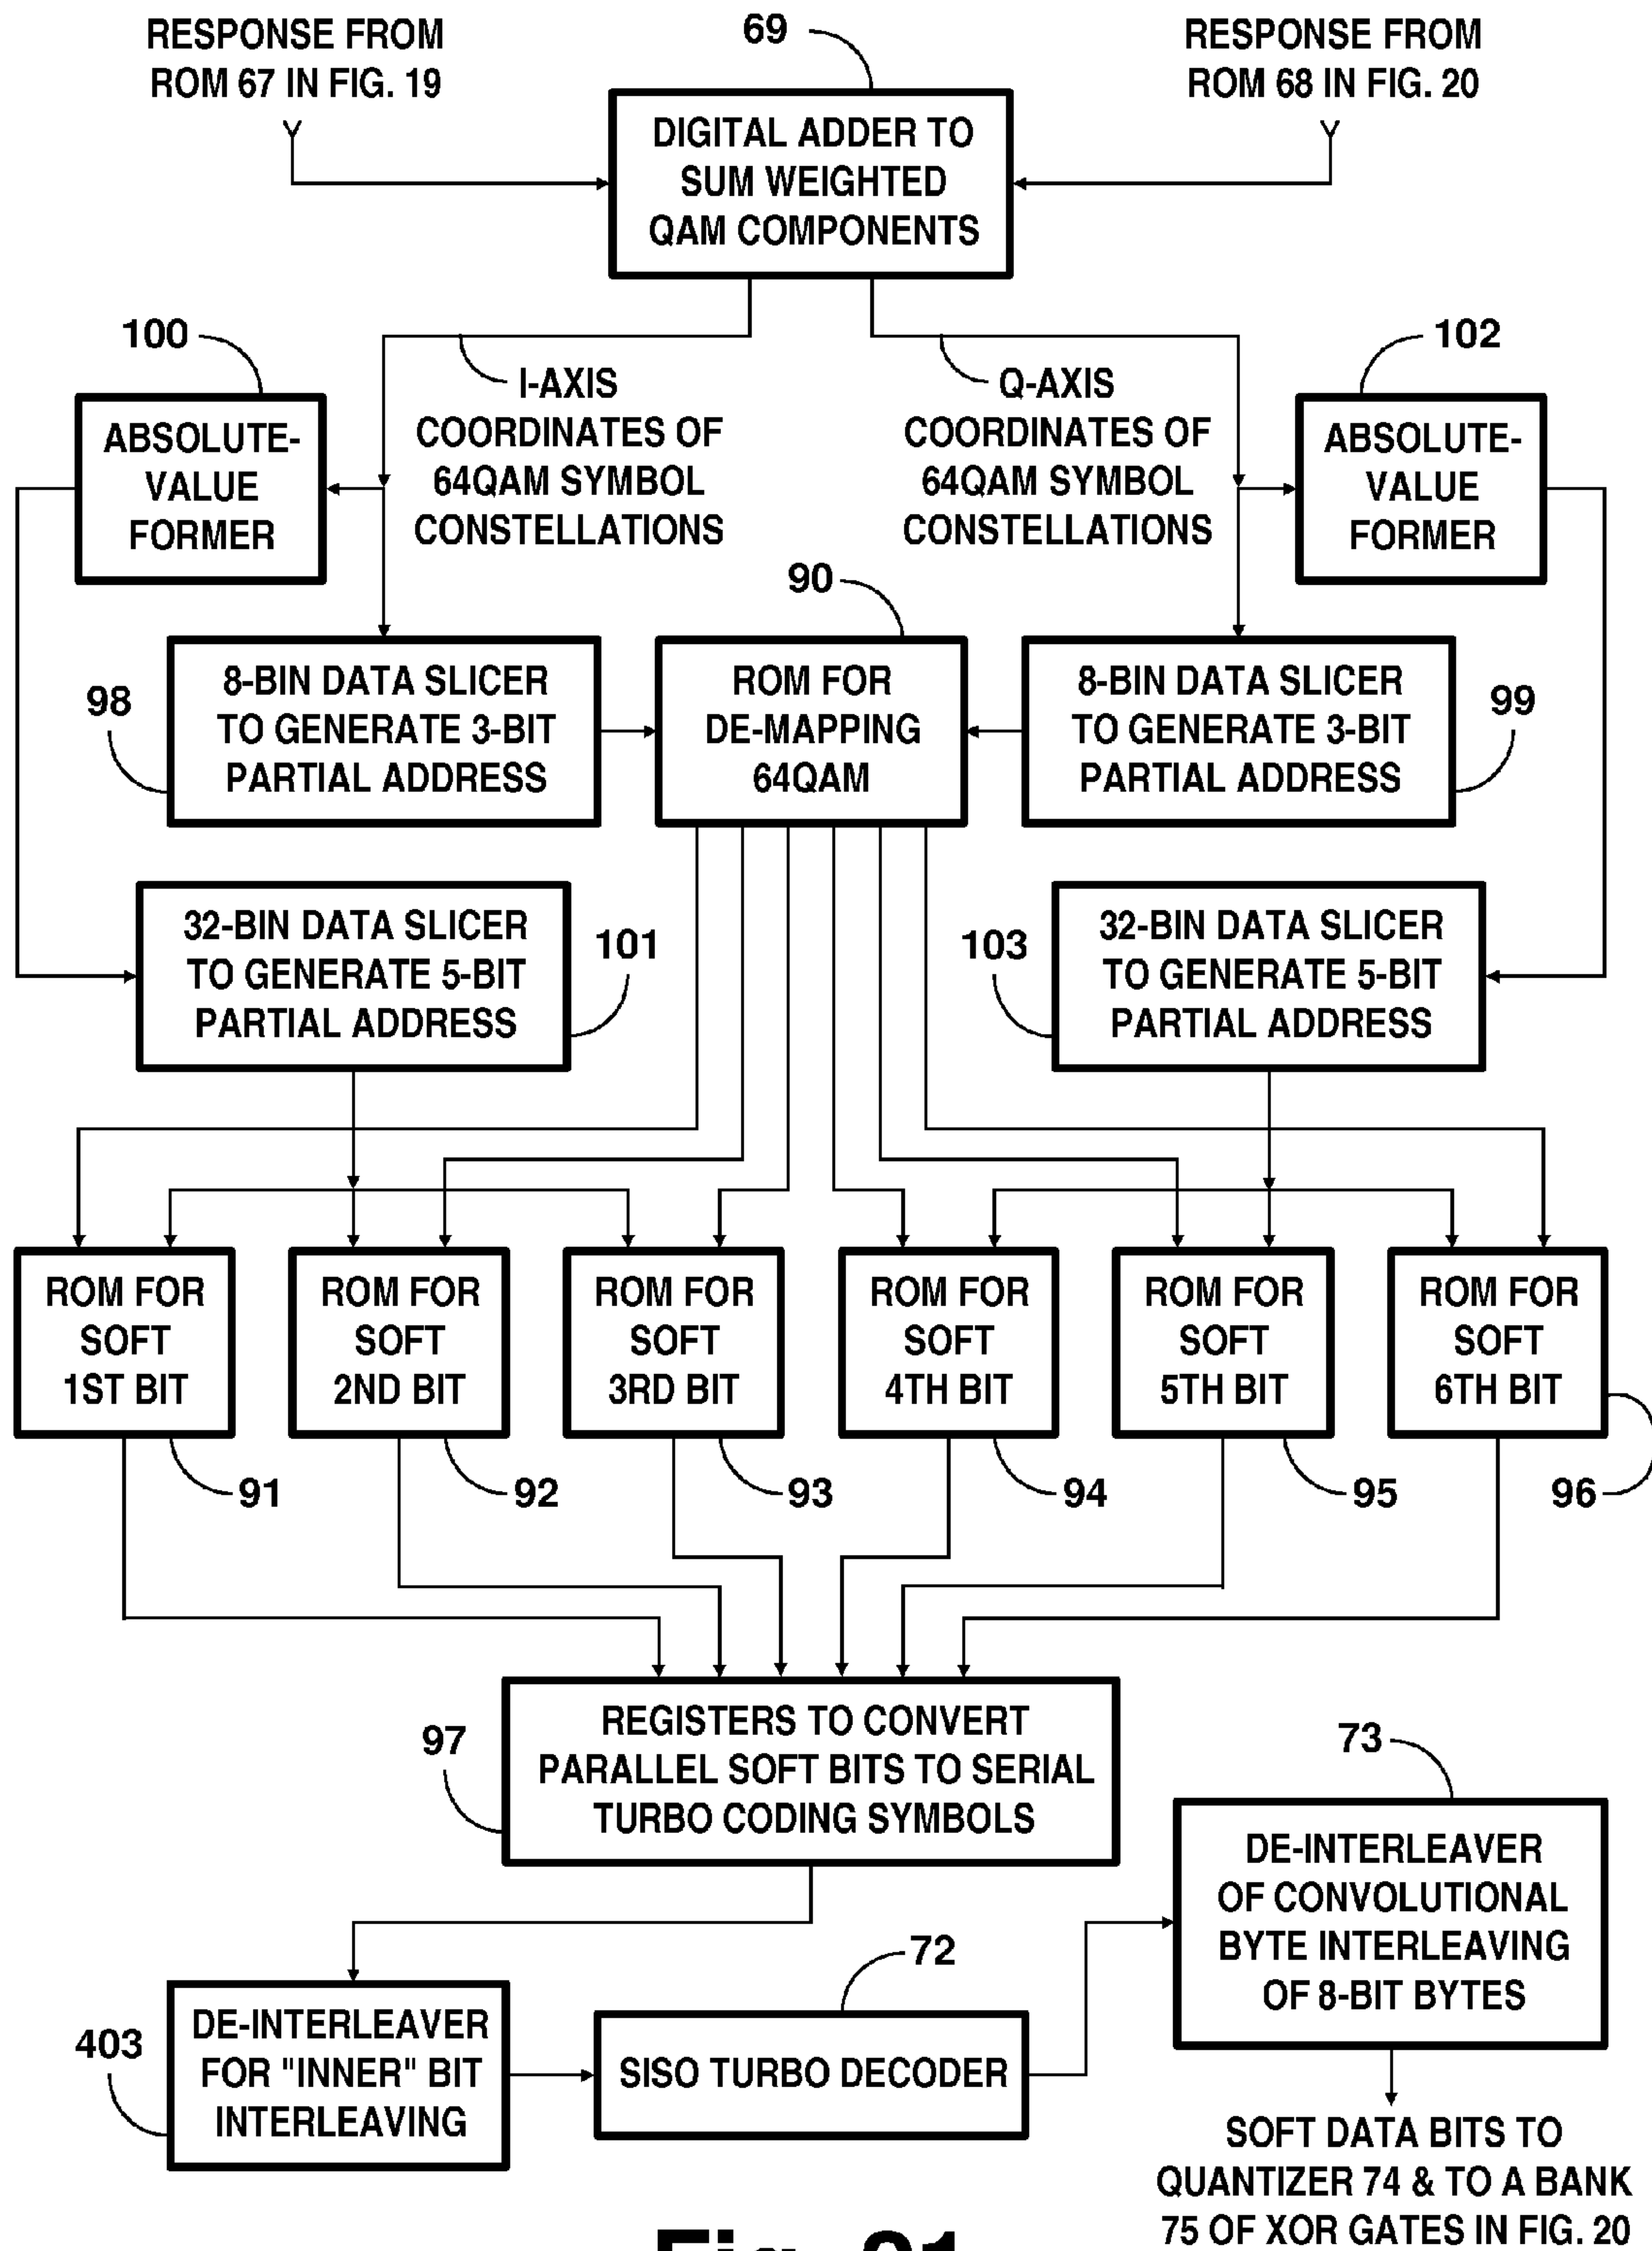 RESPONSE FROM
ROM 67 IN FIG. 19
69
RESPONSE FROM
ROM 68 IN FIG. 20
DIGITAL ADDER TO
SUM WEIGHTED
QAM COMPONENTS
100
102
I-AXIS
COORDINATES OF
64QAM SYMBOL
CONSTELLATIONS
Q-AXIS
COORDINATES OF
64QAM SYMBOL
CONSTELLATIONS
ABSOLUTE-
VALUE
FORMER
ABSOLUTE-
VALUE
FORMER
90
98
8-BIN DATA SLICER
TO GENERATE 3-BIT
PARTIAL ADDRESS
ROM FOR
DE-MAPPING
64QAM
8-BIN DATA SLICER
TO GENERATE 3-BIT
PARTIAL ADDRESS
99
32-BIN DATA SLICER
TO GENERATE 5-BIT
PARTIAL ADDRESS
101
103
32-BIN DATA SLICER
TO GENERATE 5-BIT
PARTIAL ADDRESS
ROM FOR
SOFT
1ST BIT
ROM FOR
SOFT
2ND BIT
ROM FOR
SOFT
3RD BIT
ROM FOR
SOFT
4TH BIT
ROM FOR
SOFT
5TH BIT
ROM FOR
SOFT
6TH BIT
91
92
93
94
95
96
97
REGISTERS TO CONVERT
PARALLEL SOFT BITS TO SERIAL
TURBO CODING SYMBOLS
73
DE-INTERLEAVER
OF CONVOLUTIONAL
BYTE INTERLEAVING
OF 8-BIT BYTES
72
403
DE-INTERLEAVER
FOR "INNER" BIT
INTERLEAVING
SISO TURBO DECODER
SOFT DATA BITS TO
QUANTIZER 74 & TO A BANK
75 OF XOR GATES IN FIG. 20
Fig. 21